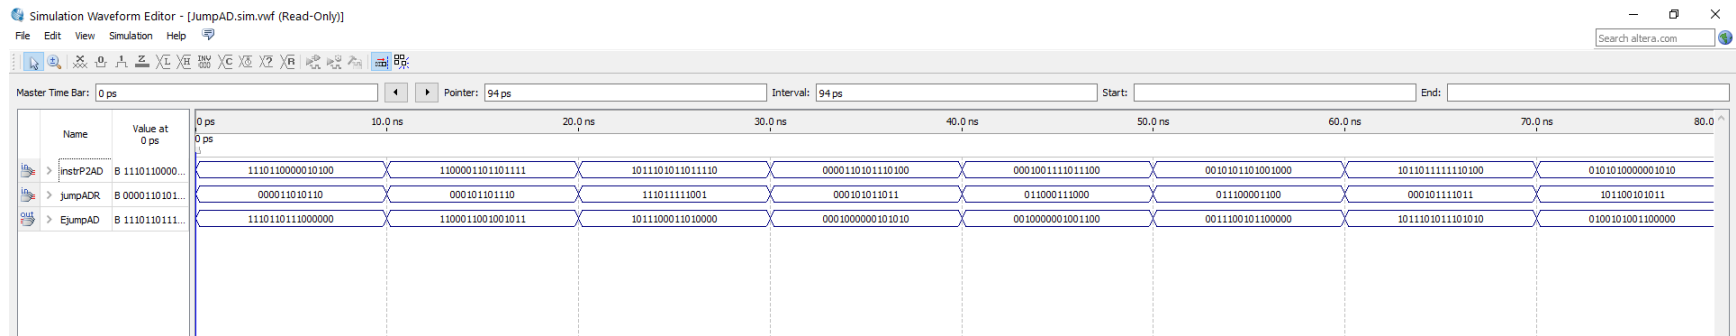 Simulation Waveform Editor - [JumpAD.sim.vwf (Read-Only)]
File Edit View Simulation Help
Search altera.com
Master Time Bar: 0 ps Pointer: 94 ps Interval: 94 ps Start: End:
Name
Value at
0 ps
0 ps 10.0 ns 20.0 ns 30.0 ns 40.0 ns 50.0 ns 60.0 ns 70.0 ns 80.0
0 ps
instrP2AD B 1110110000... 1110110000010100 1100001101101111 1011101011011110 0000110101110100 0001001111011100 0010101101001000 1011011111110100 0101010000001010
jumpADR B 0000110101... 000011010110 000101101110 111011111001 000101011011 011000111000 011100001100 000101111011 101100101011
EjumpAD B 1110110111... 1110110111000000 1100011001001011 1011100011010000 0001000000101010 0010000001001100 0011100101100000 1011101011101010 0100101001100000